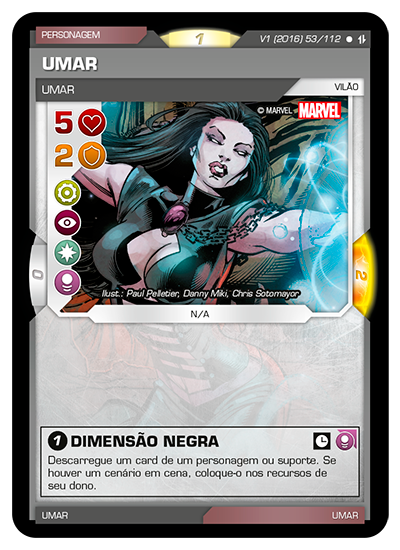 PERSONAGEM
1
V1 (2016) 53/112
UMAR
UMAR
VILÃO
© MARVEL MARVEL
5
2
0
2
Ilust.: Paul Pelletier, Danny Miki, Chris Sotomayor
N/A
1 DIMENSÃO NEGRA
Descarregue um card de um personagem ou suporte. Se
houver um cenário em cena, coloque-o nos recursos de
seu dono.
UMAR
UMAR